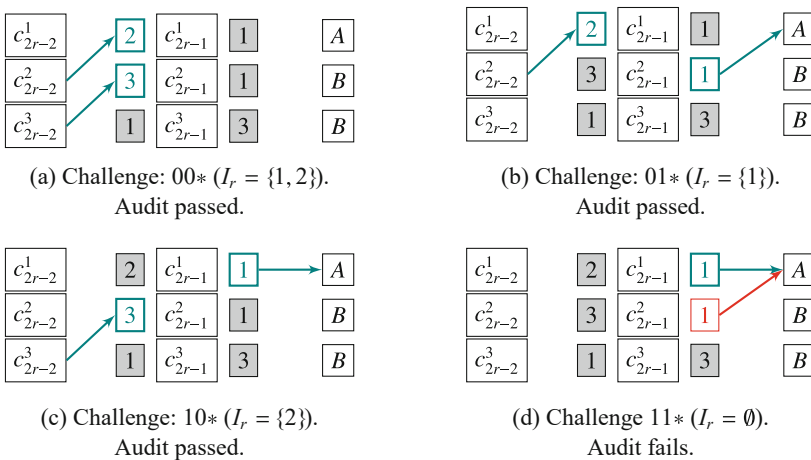 c^1_{2r−2} 2 c^1_{2r−1} 1 A
c^2_{2r−2} 3 c^2_{2r−1} 1 B
c^3_{2r−2} 1 c^3_{2r−1} 3 B
(a) Challenge: 00∗ (I_r = {1, 2}).
Audit passed.
c^1_{2r−2} 2 c^1_{2r−1} 1 A
c^2_{2r−2} 3 c^2_{2r−1} 1 B
c^3_{2r−2} 1 c^3_{2r−1} 3 B
(b) Challenge: 01∗ (I_r = {1}).
Audit passed.
c^1_{2r−2} 2 c^1_{2r−1} 1 A
c^2_{2r−2} 3 c^2_{2r−1} 1 B
c^3_{2r−2} 1 c^3_{2r−1} 3 B
(c) Challenge: 10∗ (I_r = {2}).
Audit passed.
c^1_{2r−2} 2 c^1_{2r−1} 1 A
c^2_{2r−2} 3 c^2_{2r−1} 1 B
c^3_{2r−2} 1 c^3_{2r−1} 3 B
(d) Challenge 11∗ (I_r = ∅).
Audit fails.